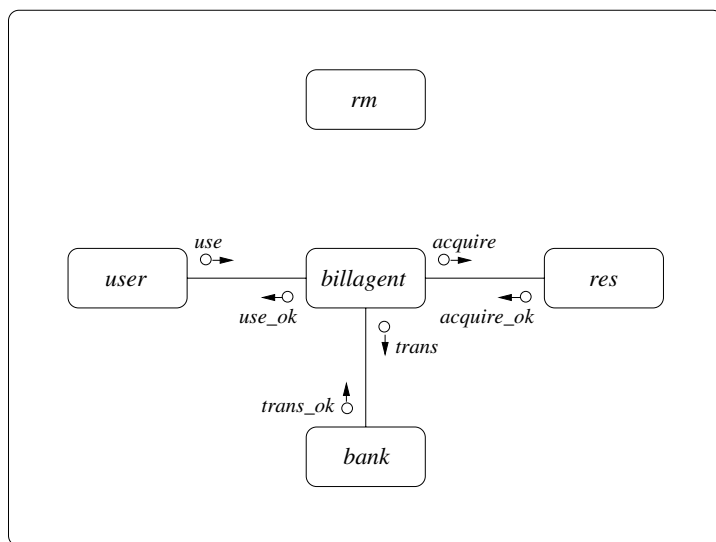 rm
use
acquire
user
billagent
res
use_ok
acquire_ok
trans
trans_ok
bank